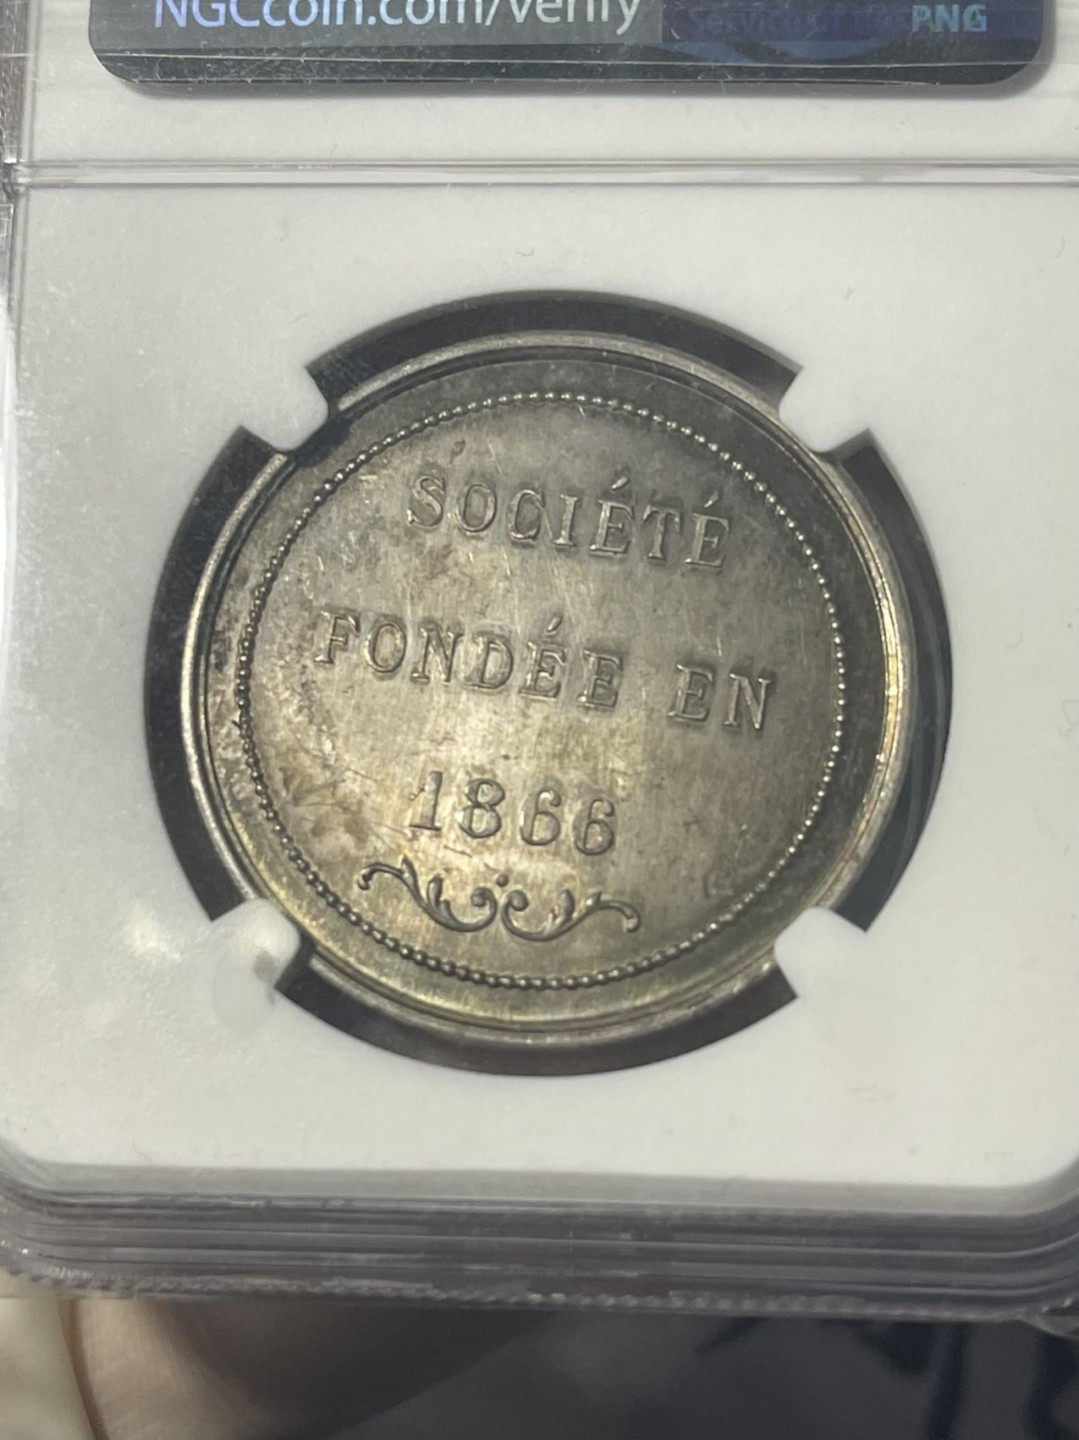 NGCcoin.com/verify
PNG
SOCIÉTÉ
FONDÉE EN
1866